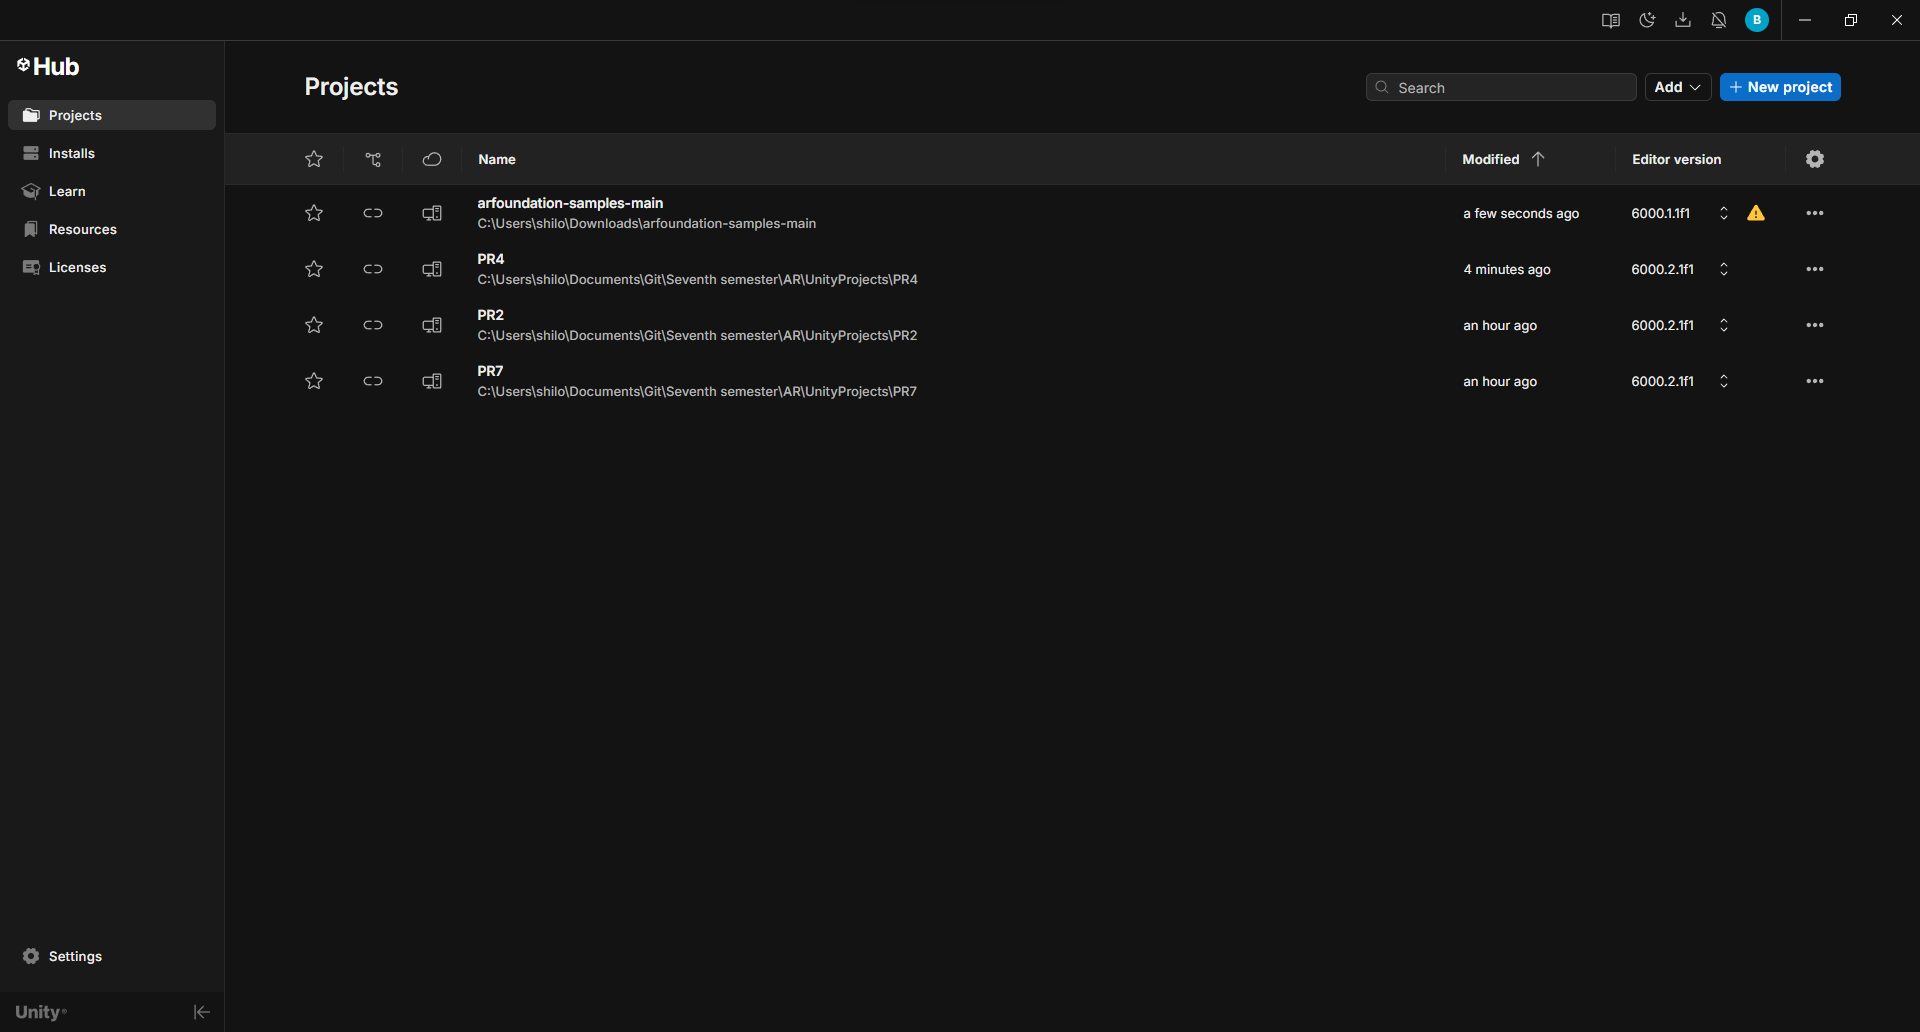 B
Hub
Projects
Installs
Learn
Resources
Licenses
Settings
Unity®
Projects
Search
Add
New project
Name Modified Editor version
arfoundation-samples-main
C:\Users\shilo\Downloads\arfoundation-samples-main
a few seconds ago 6000.1.1f1
PR4
C:\Users\shilo\Documents\Git\Seventh semester\AR\UnityProjects\PR4
4 minutes ago 6000.2.1f1
PR2
C:\Users\shilo\Documents\Git\Seventh semester\AR\UnityProjects\PR2
an hour ago 6000.2.1f1
PR7
C:\Users\shilo\Documents\Git\Seventh semester\AR\UnityProjects\PR7
an hour ago 6000.2.1f1